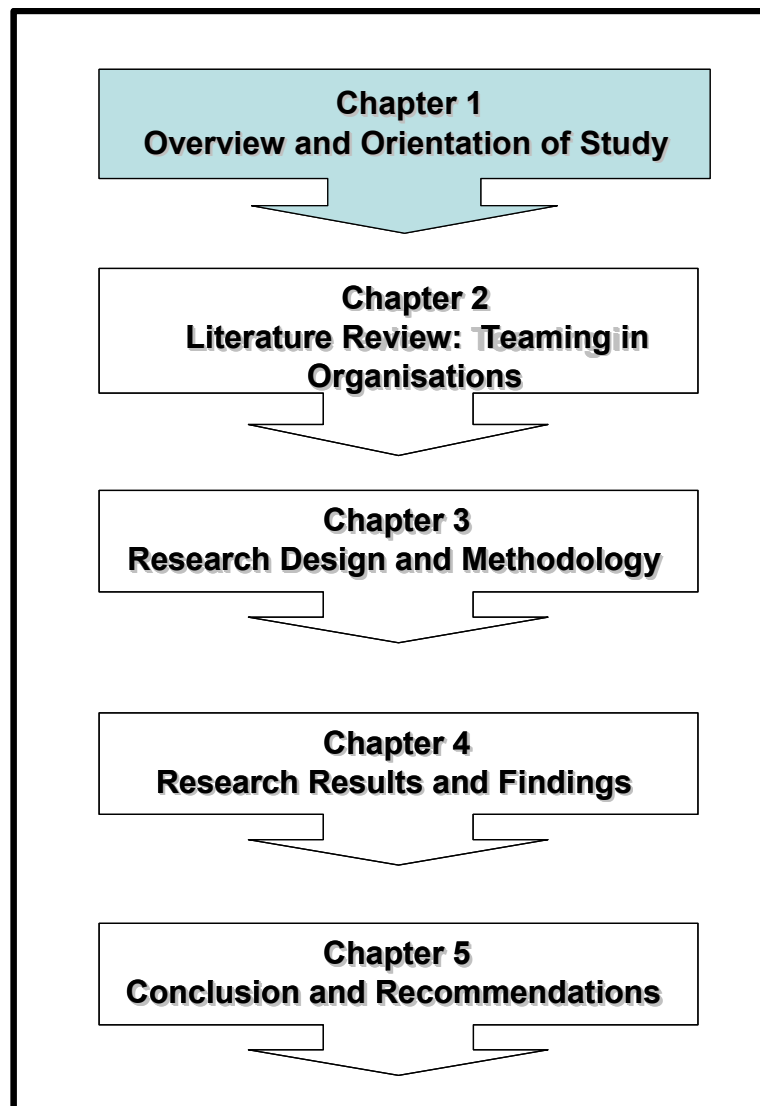 Chapter 1
Overview and Orientation of Study
Chapter 2
Literature Review: Teaming in
Organisations
Chapter 3
Research Design and Methodology
Chapter 4
Research Results and Findings
Chapter 5
Conclusion and Recommendations